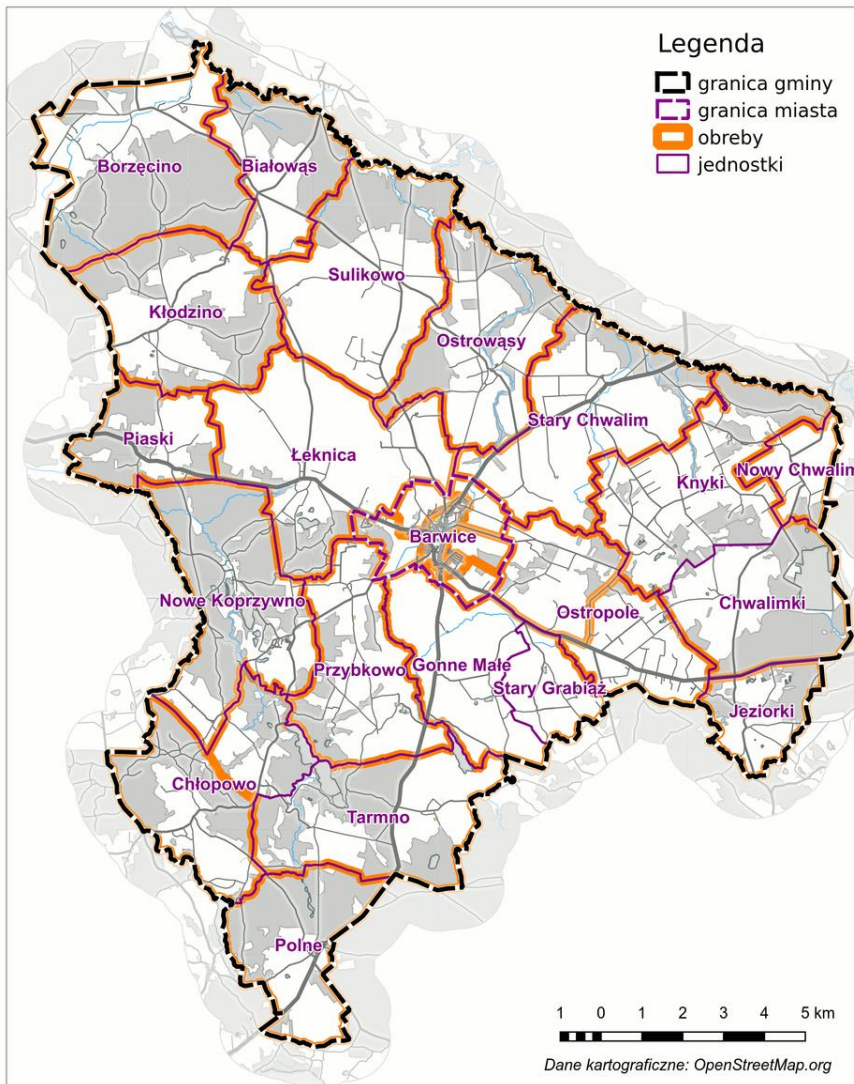 Legenda
granica gminy
granica miasta
obreby
jednostki
Borzęcino
Białowąs
Sulikowo
Kłodzino
Ostrowąsy
Piaski
Łeknica
Stary Chwalim
Knyki
Nowy Chwalim
Barwice
Nowe Koprzywno
Ostropole
Chwalimki
Przybkowo
Gonne Małe
Stary Grabiąż
Jeziorki
Chłopowo
Tarmno
Polne
1 0 1 2 3 4 5 km
Dane kartograficzne: OpenStreetMap.org